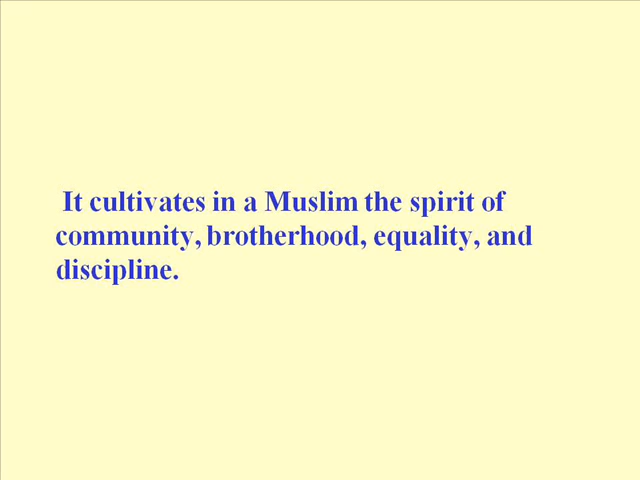 It cultivates in a Muslim the spirit of
community, brotherhood, equality, and
discipline.